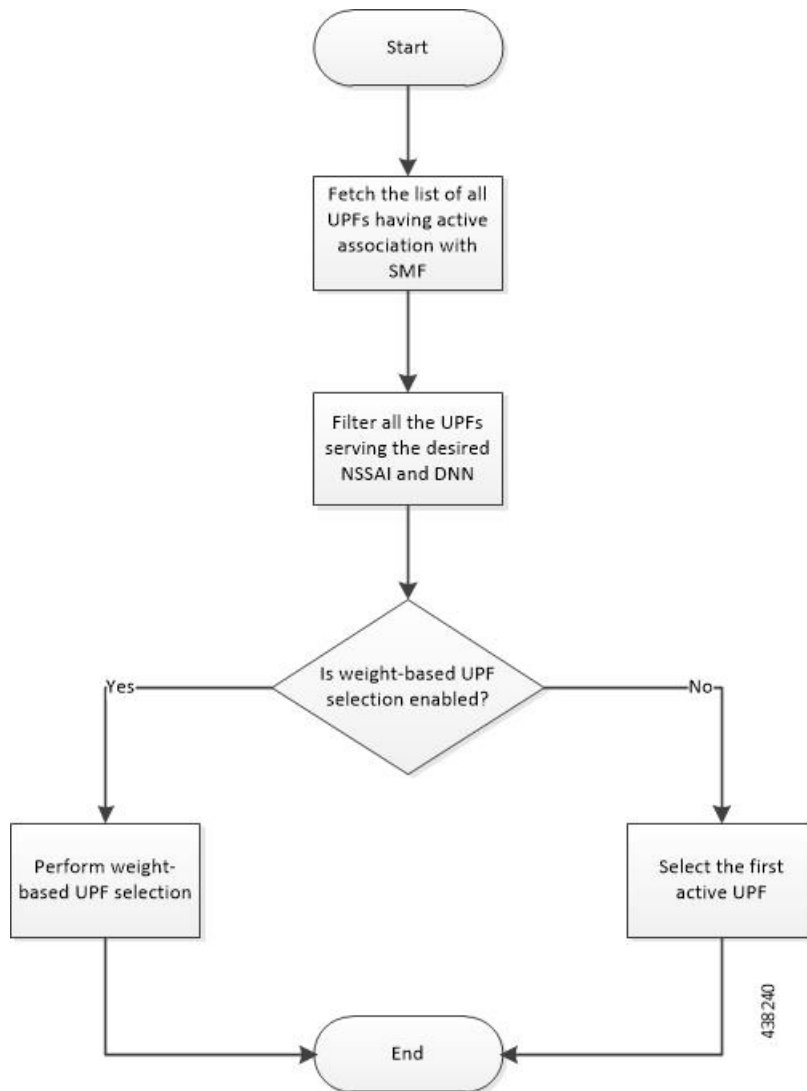 Start
Fetch the list of all
UPFs having active
association with
SMF
Filter all the UPFs
serving the desired
NSSAI and DNN
Is weight-based UPF
selection enabled?
Yes
No
Perform weight-
based UPF selection
Select the first
active UPF
438240
End